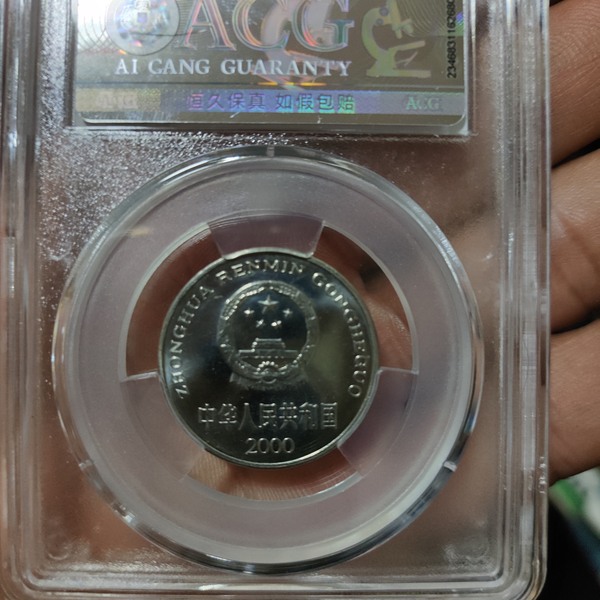 ACG
AI CANG GUARANTY
恒久保真 如假包赔 ACG
ZHONGHUA RENMIN GONGHEGUO
中华人民共和国
2000